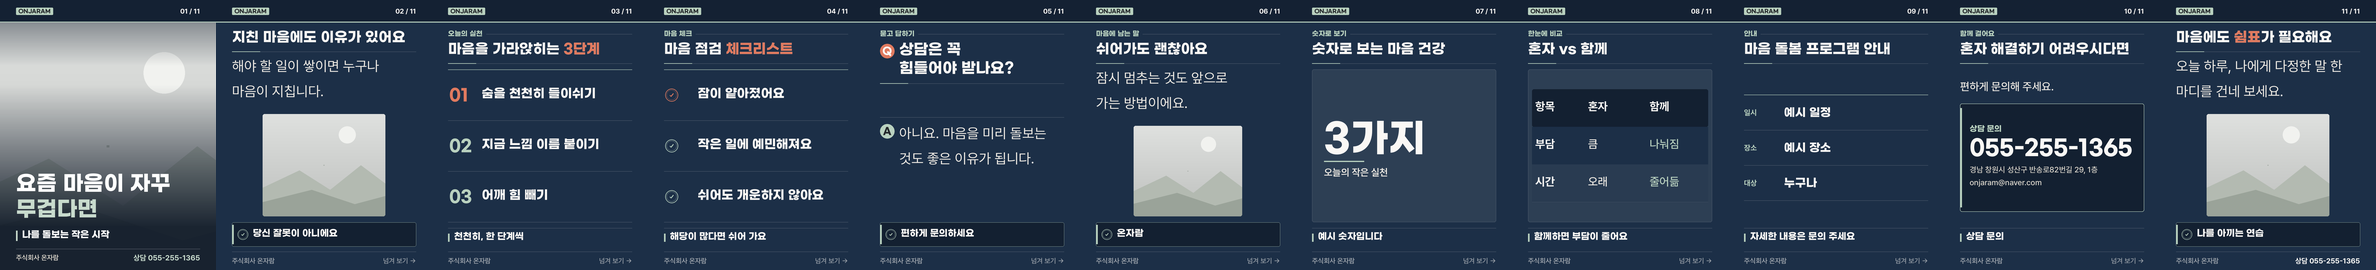 ONJARAM
01 / 11
요즘 마음이 자꾸
무겁다면
나를 돌보는 작은 시작
주식회사 온자람
상담 055-255-1365
ONJARAM
02 / 11
지친 마음에도 이유가 있어요
해야 할 일이 쌓이면 누구나
마음이 지칩니다.
당신 잘못이 아니에요
주식회사 온자람
넘겨 보기 →
ONJARAM
03 / 11
오늘의 실천
마음을 가라앉히는 3단계
01 숨을 천천히 들이쉬기
02 지금 느낌 이름 붙이기
03 어깨 힘 빼기
천천히, 한 단계씩
주식회사 온자람
넘겨 보기 →
ONJARAM
04 / 11
마음 체크
마음 점검 체크리스트
잠이 얕아졌어요
작은 일에 예민해져요
쉬어도 개운하지 않아요
해당이 많다면 쉬어 가요
주식회사 온자람
넘겨 보기 →
ONJARAM
05 / 11
묻고 답하기
Q 상담은 꼭
힘들어야 받나요?
A 아니요. 마음을 미리 돌보는
것도 좋은 이유가 됩니다.
편하게 문의하세요
주식회사 온자람
넘겨 보기 →
ONJARAM
06 / 11
마음에 남는 말
쉬어가도 괜찮아요
잠시 멈추는 것도 앞으로
가는 방법이에요.
온자람
주식회사 온자람
넘겨 보기 →
ONJARAM
07 / 11
숫자로 보기
숫자로 보는 마음 건강
3가지
오늘의 작은 실천
예시 숫자입니다
주식회사 온자람
넘겨 보기 →
ONJARAM
08 / 11
한눈에 비교
혼자 vs 함께
항목 혼자 함께
부담 큼 나눠짐
시간 오래 줄어듦
함께하면 부담이 줄어요
주식회사 온자람
넘겨 보기 →
ONJARAM
09 / 11
안내
마음 돌봄 프로그램 안내
일시 예시 일정
장소 예시 장소
대상 누구나
자세한 내용은 문의 주세요
주식회사 온자람
넘겨 보기 →
ONJARAM
10 / 11
함께 걸어요
혼자 해결하기 어려우시다면
편하게 문의해 주세요.
상담 문의
055-255-1365
경남 창원시 성산구 반송로82번길 29, 1층
onjaram@naver.com
상담 문의
주식회사 온자람
넘겨 보기 →
ONJARAM
11 / 11
마음에도 쉼표가 필요해요
오늘 하루, 나에게 다정한 말 한
마디를 건네 보세요.
나를 아끼는 연습
주식회사 온자람
상담 055-255-1365